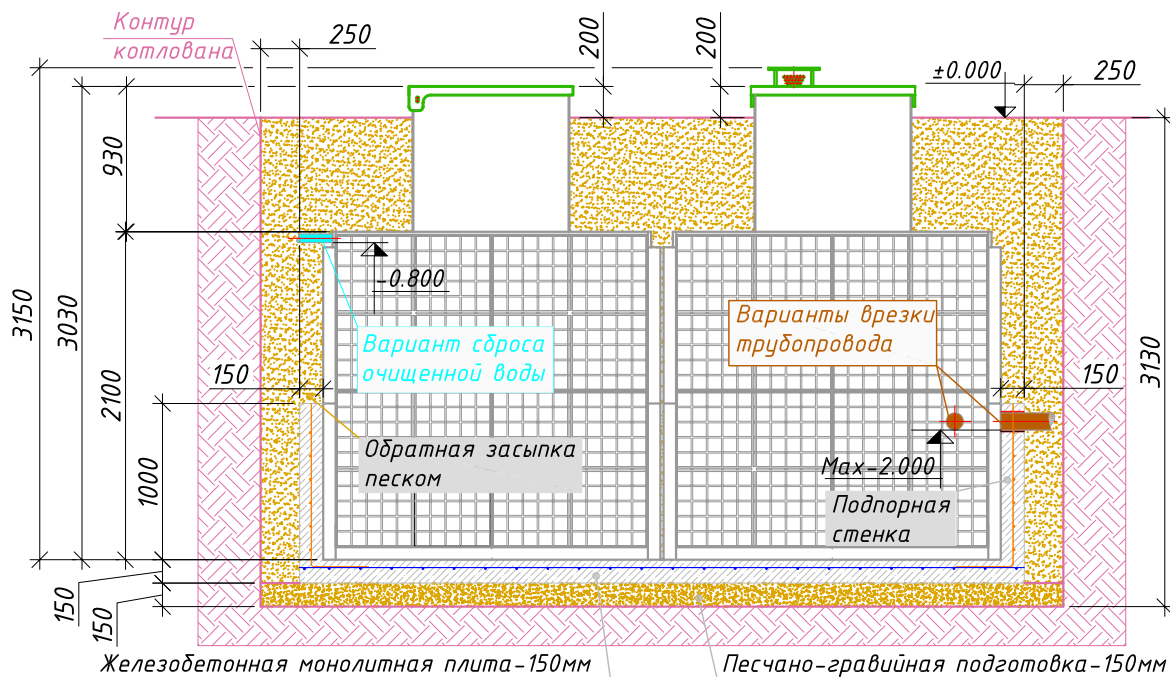 Контур
котлована
250
200
200
±0.000
250
930
3150
3030
2100
1000
150
150
-0.800
Вариант сброса
очищенной воды
150
Обратная засыпка
песком
Варианты врезки
трубопровода
150
3130
Max-2.000
Подпорная
стенка
Железобетонная монолитная плита-150мм
Песчано-гравийная подготовка-150мм